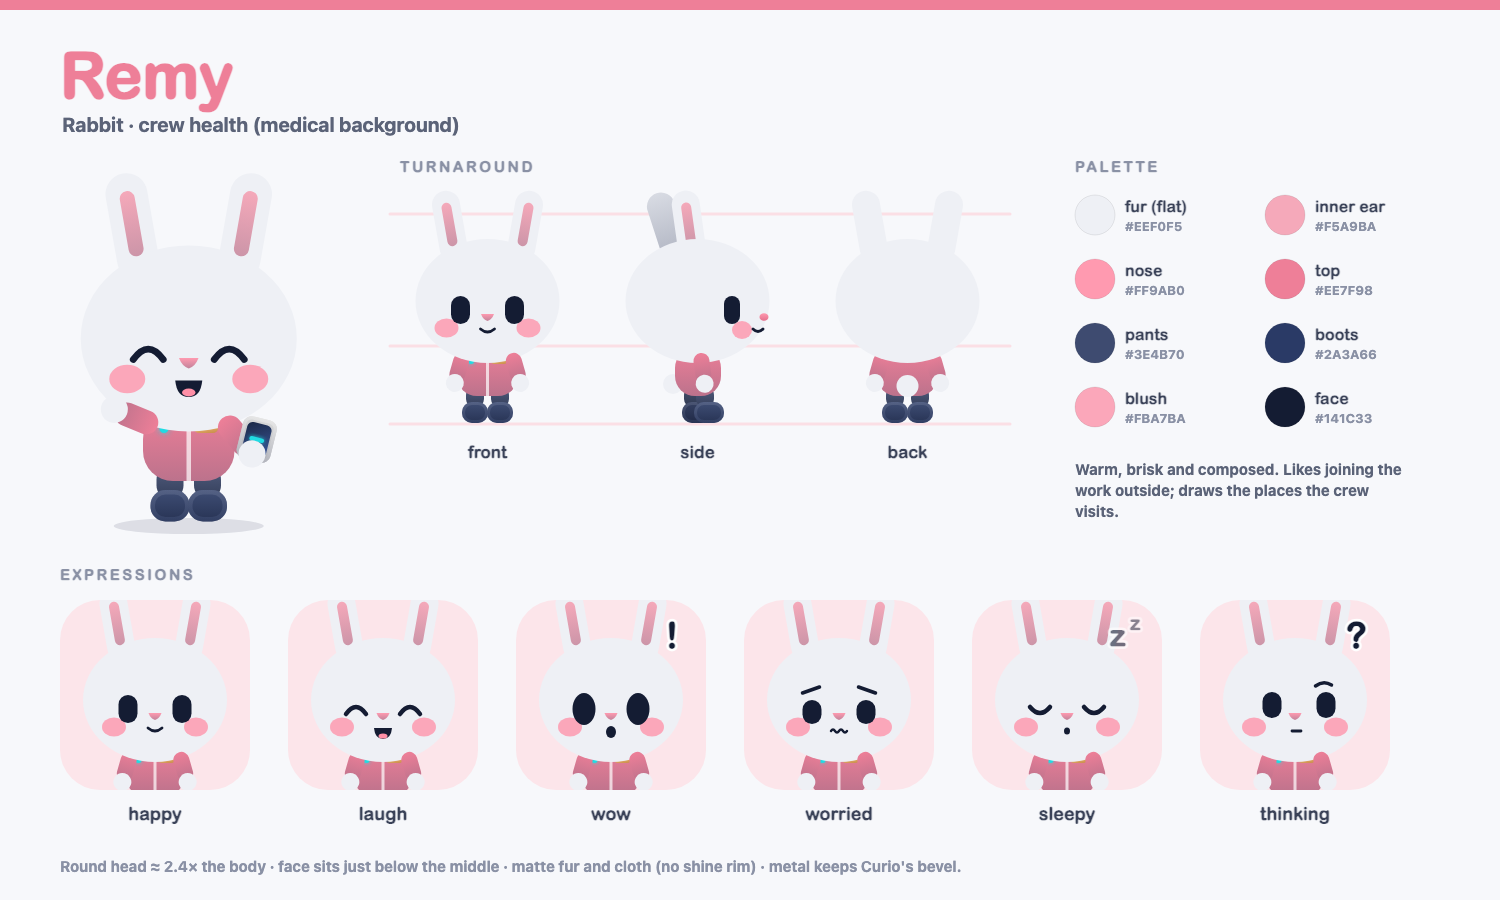 Remy
Rabbit · crew health (medical background)
TURNAROUND
front
side
back
PALETTE
fur (flat)
#EEF0F5
inner ear
#F5A9BA
nose
#FF9AB0
top
#EE7F98
pants
#3E4B70
boots
#2A3A66
blush
#FBA7BA
face
#141C33
Warm, brisk and composed. Likes joining the
work outside; draws the places the crew
visits.
EXPRESSIONS
!
z z
?
happy
laugh
wow
worried
sleepy
thinking
Round head ≈ 2.4× the body · face sits just below the middle · matte fur and cloth (no shine rim) · metal keeps Curio's bevel.